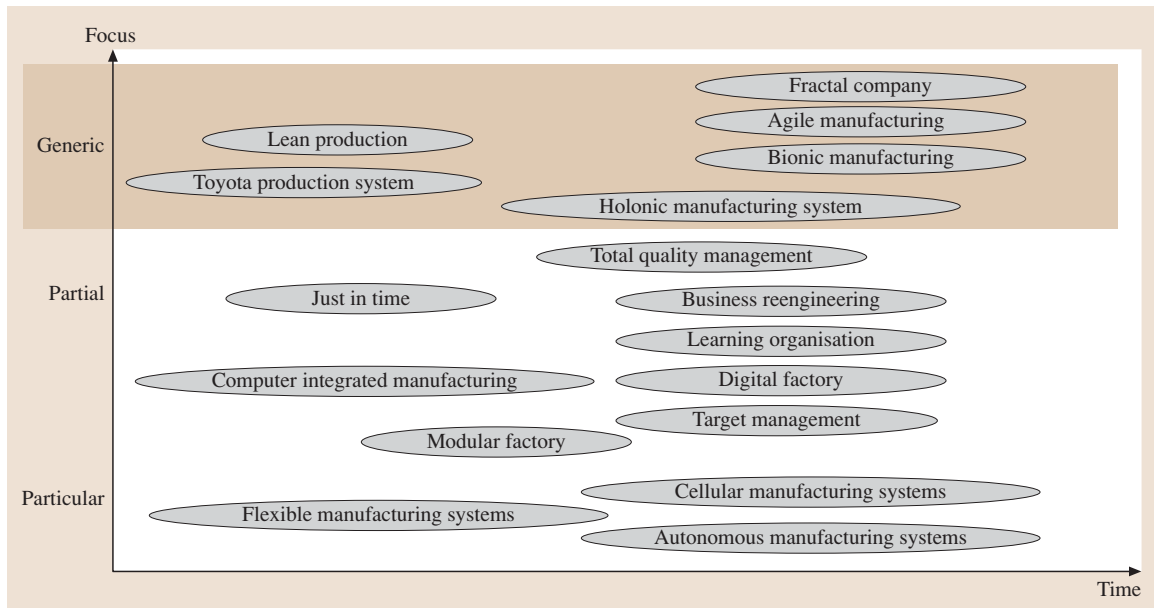 Focus
Fractal company
Agile manufacturing
Generic
Lean production
Bionic manufacturing
Toyota production system
Holonic manufacturing system
Total quality management
Partial
Just in time
Business reengineering
Learning organisation
Computer integrated manufacturing
Digital factory
Target management
Modular factory
Particular
Cellular manufacturing systems
Flexible manufacturing systems
Autonomous manufacturing systems
Time